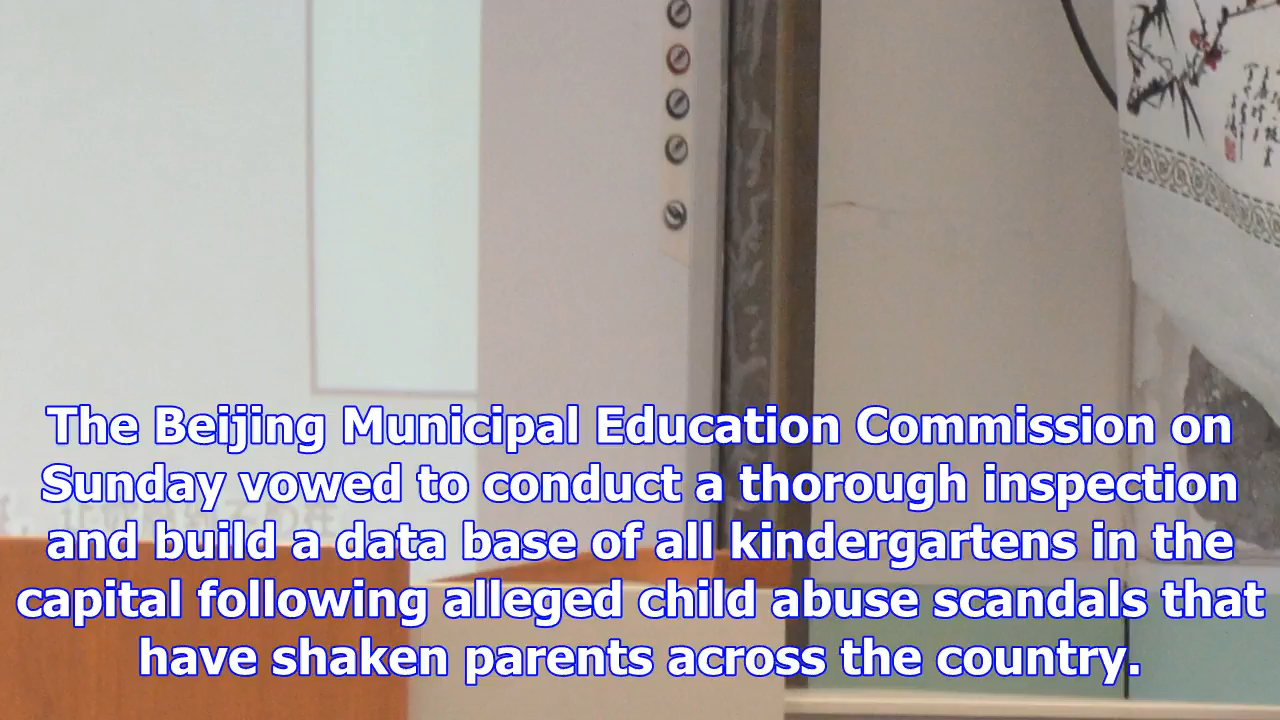 The Beijing Municipal Education Commission on
Sunday vowed to conduct a thorough inspection
and build a data base of all kindergartens in the
capital following alleged child abuse scandals that
have shaken parents across the country.